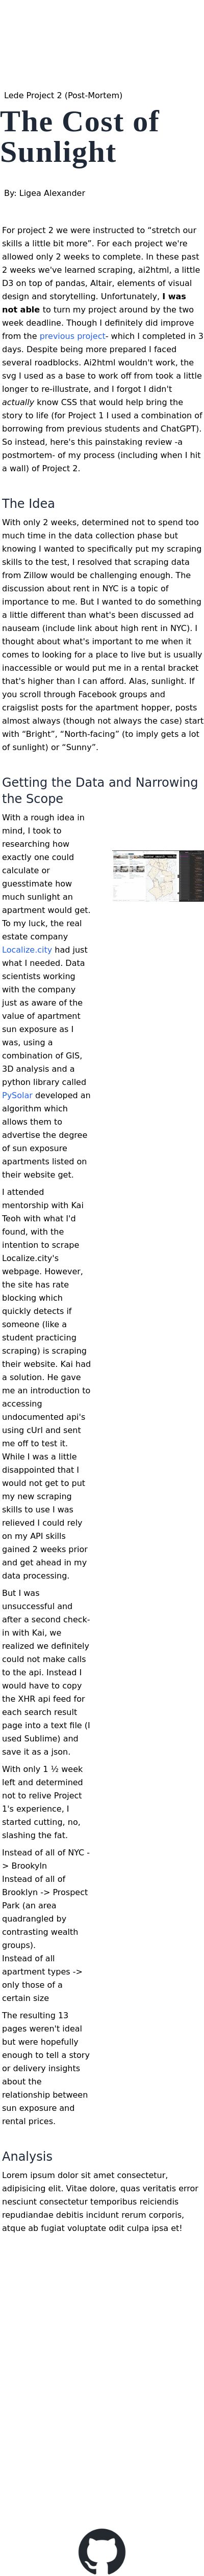 Lede Project 2 (Post-Mortem)
The Cost of
Sunlight
By: Ligea Alexander
For project 2 we were instructed to “stretch our
skills a little bit more”. For each project we're
allowed only 2 weeks to complete. In these past
2 weeks we've learned scraping, ai2html, a little
D3 on top of pandas, Altair, elements of visual
design and storytelling. Unfortunately, I was
not able to turn my project around by the two
week deadline. Though I definitely did improve
from the previous project- which I completed in 3
days. Despite being more prepared I faced
several roadblocks. Ai2html wouldn't work, the
svg I used as a base to work off from took a little
longer to re-illustrate, and I forgot I didn't
actually know CSS that would help bring the
story to life (for Project 1 I used a combination of
borrowing from previous students and ChatGPT).
So instead, here's this painstaking review -a
postmortem- of my process (including when I hit
a wall) of Project 2.
The Idea
With only 2 weeks, determined not to spend too
much time in the data collection phase but
knowing I wanted to specifically put my scraping
skills to the test, I resolved that scraping data
from Zillow would be challenging enough. The
discussion about rent in NYC is a topic of
importance to me. But I wanted to do something
a little different than what's been discussed ad
nauseam (include link about high rent in NYC). I
thought about what's important to me when it
comes to looking for a place to live but is usually
inaccessible or would put me in a rental bracket
that's higher than I can afford. Alas, sunlight. If
you scroll through Facebook groups and
craigslist posts for the apartment hopper, posts
almost always (though not always the case) start
with “Bright”, “North-facing” (to imply gets a lot
of sunlight) or “Sunny”.
Getting the Data and Narrowing
the Scope
With a rough idea in
mind, I took to
researching how
exactly one could
calculate or
guesstimate how
much sunlight an
apartment would get.
To my luck, the real
estate company
Localize.city had just
what I needed. Data
scientists working
with the company
just as aware of the
value of apartment
sun exposure as I
was, using a
combination of GIS,
3D analysis and a
python library called
PySolar developed an
algorithm which
allows them to
advertise the degree
of sun exposure
apartments listed on
their website get.
I attended
mentorship with Kai
Teoh with what I'd
found, with the
intention to scrape
Localize.city's
webpage. However,
the site has rate
blocking which
quickly detects if
someone (like a
student practicing
scraping) is scraping
their website. Kai had
a solution. He gave
me an introduction to
accessing
undocumented api's
using cUrl and sent
me off to test it.
While I was a little
disappointed that I
would not get to put
my new scraping
skills to use I was
relieved I could rely
on my API skills
gained 2 weeks prior
and get ahead in my
data processing.
But I was
unsuccessful and
after a second check-
in with Kai, we
realized we definitely
could not make calls
to the api. Instead I
would have to copy
the XHR api feed for
each search result
page into a text file (I
used Sublime) and
save it as a json.
With only 1 ½ week
left and determined
not to relive Project
1's experience, I
started cutting, no,
slashing the fat.
Instead of all of NYC -
> Brookyln
Instead of all of
Brooklyn -> Prospect
Park (an area
quadrangled by
contrasting wealth
groups).
Instead of all
apartment types ->
only those of a
certain size
The resulting 13
pages weren't ideal
but were hopefully
enough to tell a story
or delivery insights
about the
relationship between
sun exposure and
rental prices.
Analysis
Lorem ipsum dolor sit amet consectetur,
adipisicing elit. Vitae dolore, quas veritatis error
nesciunt consectetur temporibus reiciendis
repudiandae debitis incidunt rerum corporis,
atque ab fugiat voluptate odit culpa ipsa et!